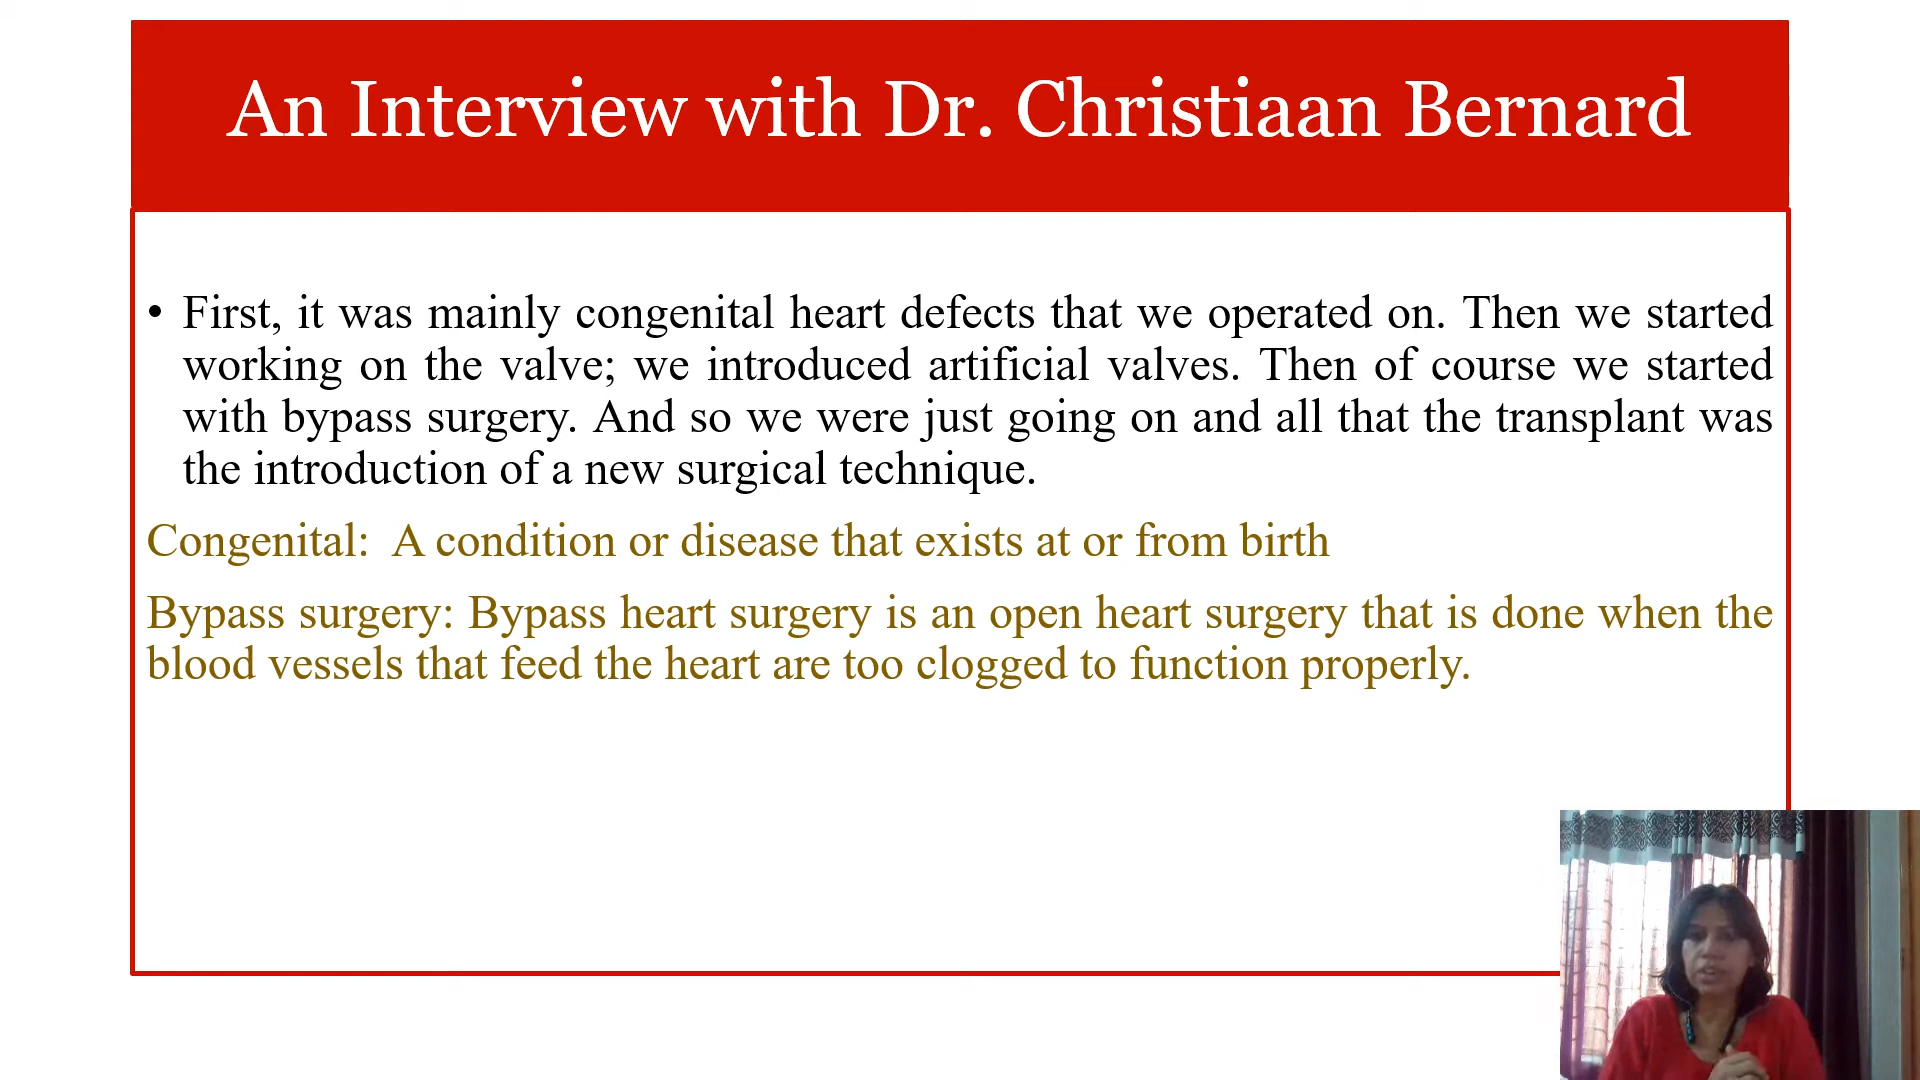 An Interview with Dr. Christiaan Bernard
• First, it was mainly congenital heart defects that we operated on. Then we started
working on the valve; we introduced artificial valves. Then of course we started
with bypass surgery. And so we were just going on and all that the transplant was
the introduction of a new surgical technique.
Congenital: A condition or disease that exists at or from birth
Bypass surgery: Bypass heart surgery is an open heart surgery that is done when the
blood vessels that feed the heart are too clogged to function properly.